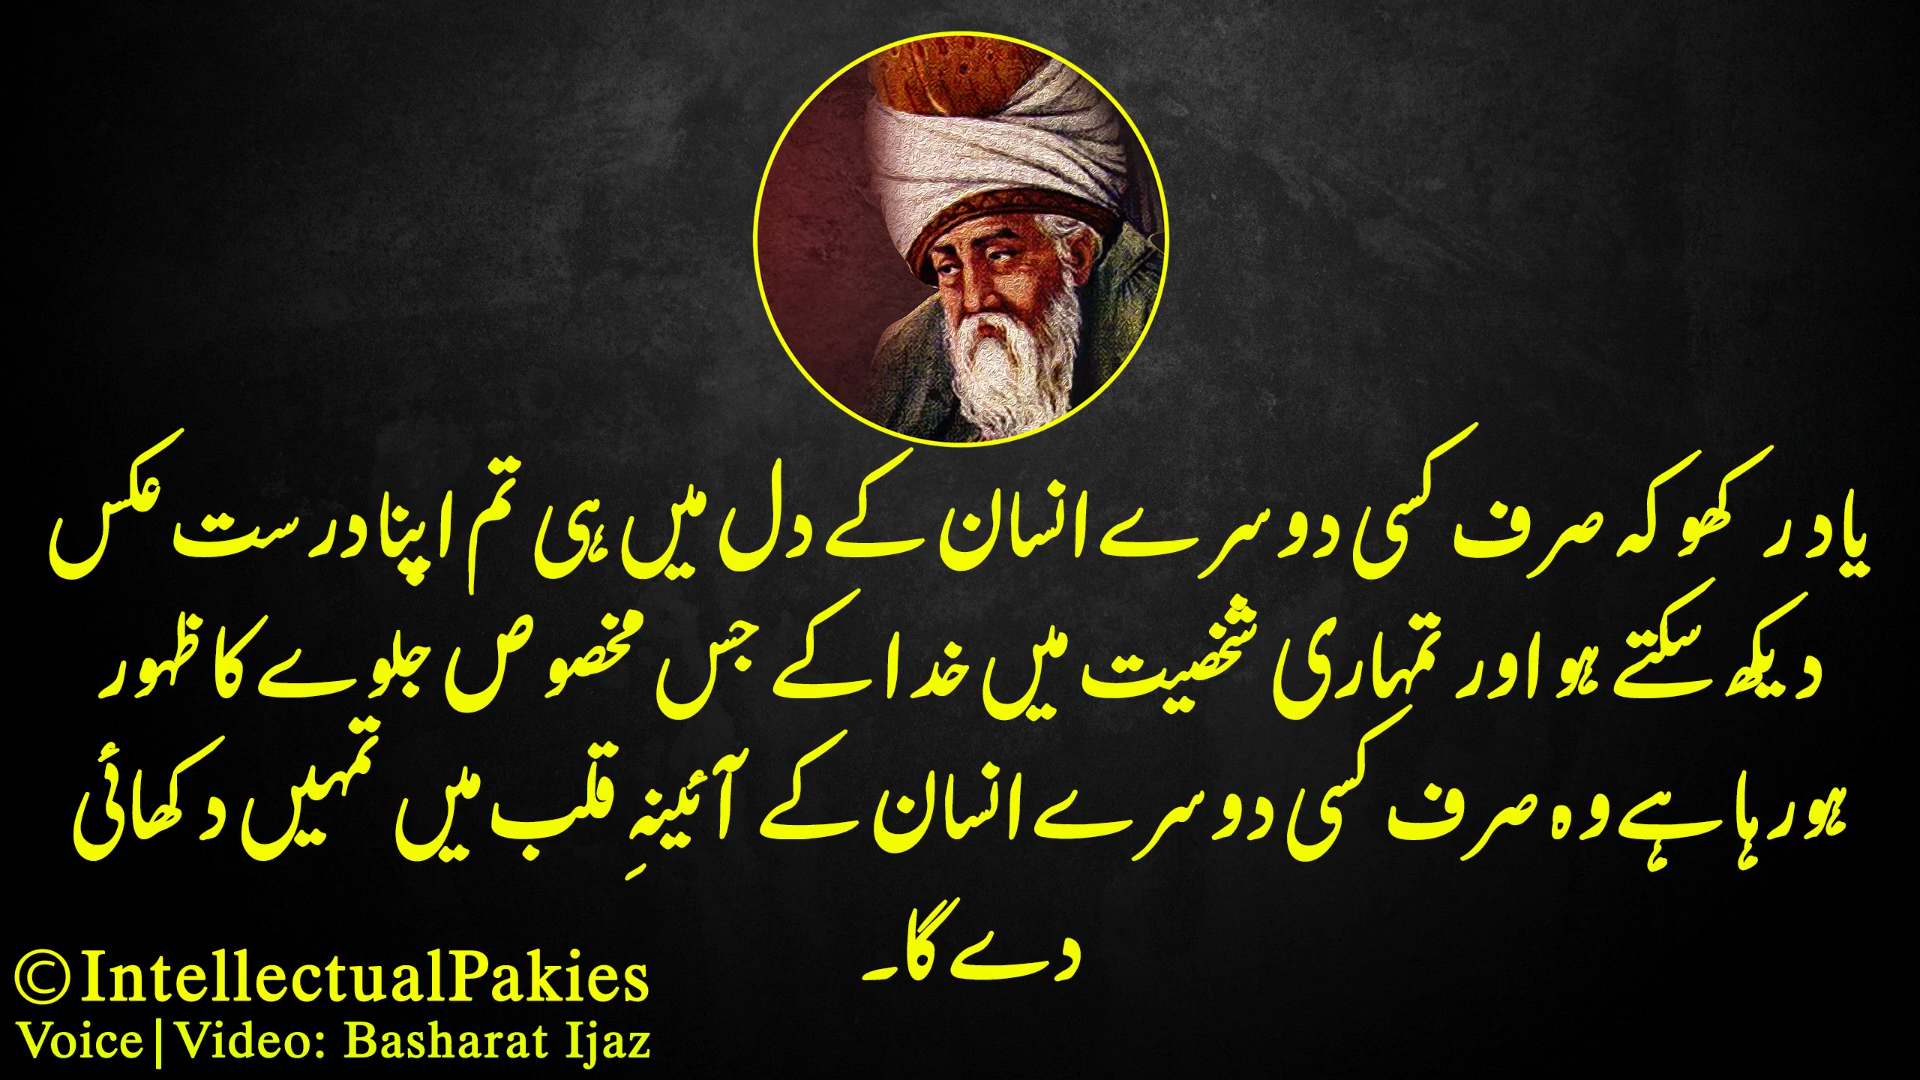 یاد رکھو کہ صرف کسی دوسرے انسان کے دل میں ہی تم اپنا درست عکس
دیکھ سکتے ہو اور تمہاری شخصیت میں خدا کے جس مخصوص جلوے کا ظہور
ہو رہا ہے وہ صرف کسی دوسرے انسان کے آئینہِ قلب میں تمہیں دکھائی
دے گا۔
©IntellectualPakies
Voice|Video: Basharat Ijaz